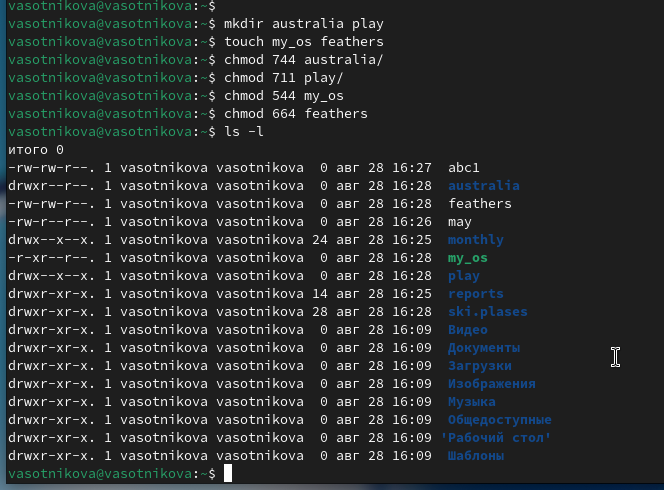 vasotnikova@vasotnikova:~$
vasotnikova@vasotnikova:~$ mkdir australia play
vasotnikova@vasotnikova:~$ touch my_os feathers
vasotnikova@vasotnikova:~$ chmod 744 australia/
vasotnikova@vasotnikova:~$ chmod 711 play/
vasotnikova@vasotnikova:~$ chmod 544 my_os
vasotnikova@vasotnikova:~$ chmod 664 feathers
vasotnikova@vasotnikova:~$ ls -l
итого 0
-rw-rw-r--. 1 vasotnikova vasotnikova  0 авг 28 16:27  abc1
drwxr--r--. 1 vasotnikova vasotnikova  0 авг 28 16:28  australia
-rw-rw-r--. 1 vasotnikova vasotnikova  0 авг 28 16:28  feathers
-rw-r--r--. 1 vasotnikova vasotnikova  0 авг 28 16:26  may
drwx--x--x. 1 vasotnikova vasotnikova 24 авг 28 16:25  monthly
-r-xr--r--. 1 vasotnikova vasotnikova  0 авг 28 16:28  my_os
drwx--x--x. 1 vasotnikova vasotnikova  0 авг 28 16:28  play
drwxr-xr-x. 1 vasotnikova vasotnikova 14 авг 28 16:25  reports
drwxr-xr-x. 1 vasotnikova vasotnikova 28 авг 28 16:28  ski.plases
drwxr-xr-x. 1 vasotnikova vasotnikova  0 авг 28 16:09  Видео
drwxr-xr-x. 1 vasotnikova vasotnikova  0 авг 28 16:09  Документы
drwxr-xr-x. 1 vasotnikova vasotnikova  0 авг 28 16:09  Загрузки
drwxr-xr-x. 1 vasotnikova vasotnikova  0 авг 28 16:09  Изображения
drwxr-xr-x. 1 vasotnikova vasotnikova  0 авг 28 16:09  Музыка
drwxr-xr-x. 1 vasotnikova vasotnikova  0 авг 28 16:09  Общедоступные
drwxr-xr-x. 1 vasotnikova vasotnikova  0 авг 28 16:09 'Рабочий стол'
drwxr-xr-x. 1 vasotnikova vasotnikova  0 авг 28 16:09  Шаблоны
vasotnikova@vasotnikova:~$